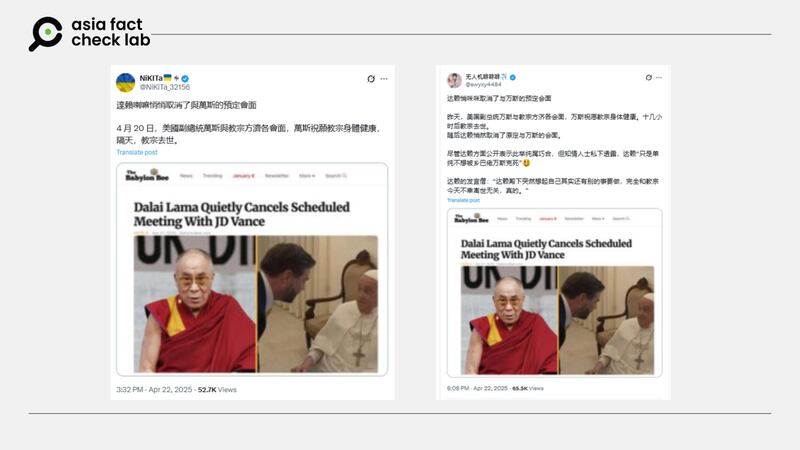 asia fact
check lab
NiKITa
@NiKITa_32156
達賴喇嘛悄悄取消了與萬斯的預定會面
4 月 20 日，美國副總統萬斯與教宗方濟各會面，萬斯祝願教宗身體健康，
隔天，教宗去世。
Translate post
The
Babylon Bee
News
Trending
January 6
Newsletter
More
Search
Dalai Lama Quietly Cancels Scheduled
Meeting With JD Vance
3:32 PM · Apr 22, 2025 · 52.7K Views
@awyxy4484
达赖悄咪咪取消了与万斯的预定会面
昨天，美国副总统万斯与教宗方济各会面，万斯祝愿教宗身体健康。十几小
时后教宗去世。
随后达赖悄然取消了原定与万斯的会面。
尽管达赖方面公开表示此举纯属巧合，但知情人士私下透露，达赖“只是单
纯不想被乡巴佬万斯克死”
达赖的发言僧：“达赖阁下突然想起自己其实还有别的事要做，完全和教宗
今天不幸离世无关，真的。”
Translate post
The
Babylon Bee
News
Trending
January 6
Newsletter
More
Search
Dalai Lama Quietly Cancels Scheduled
Meeting With JD Vance
6:08 PM · Apr 22, 2025 · 65.5K Views